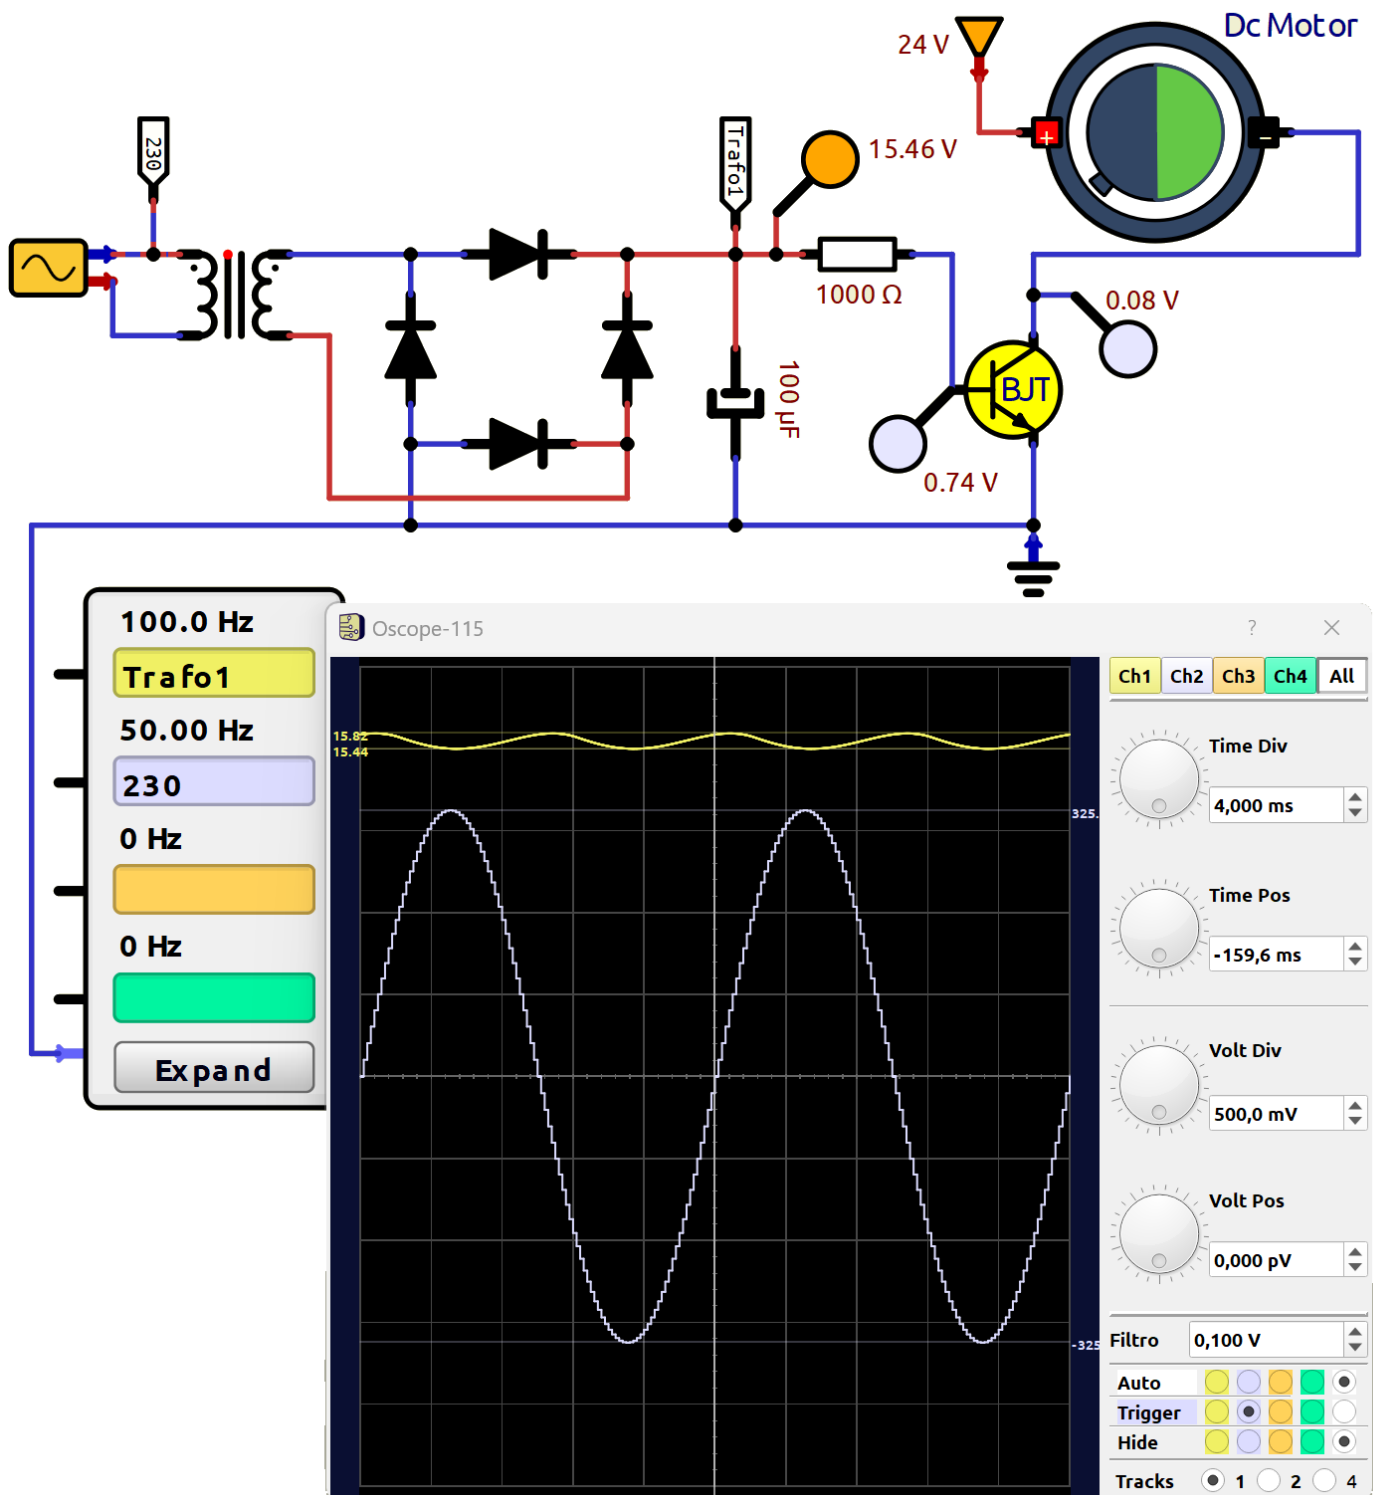 Dc Motor
24 V
230
Trafo1
15.46 V
+
−
1000 Ω
0.08 V
100 µF
BJT
0.74 V
100.0 Hz
Trafo1
50.00 Hz
230
0 Hz
0 Hz
Expand
Oscope-115
?
Ch1 Ch2 Ch3 Ch4 All
15.82
15.44
325.
-325
Time Div
4,000 ms
Time Pos
-159,6 ms
Volt Div
500,0 mV
Volt Pos
0,000 pV
Filtro 0,100 V
Auto
Trigger
Hide
Tracks 1 2 4